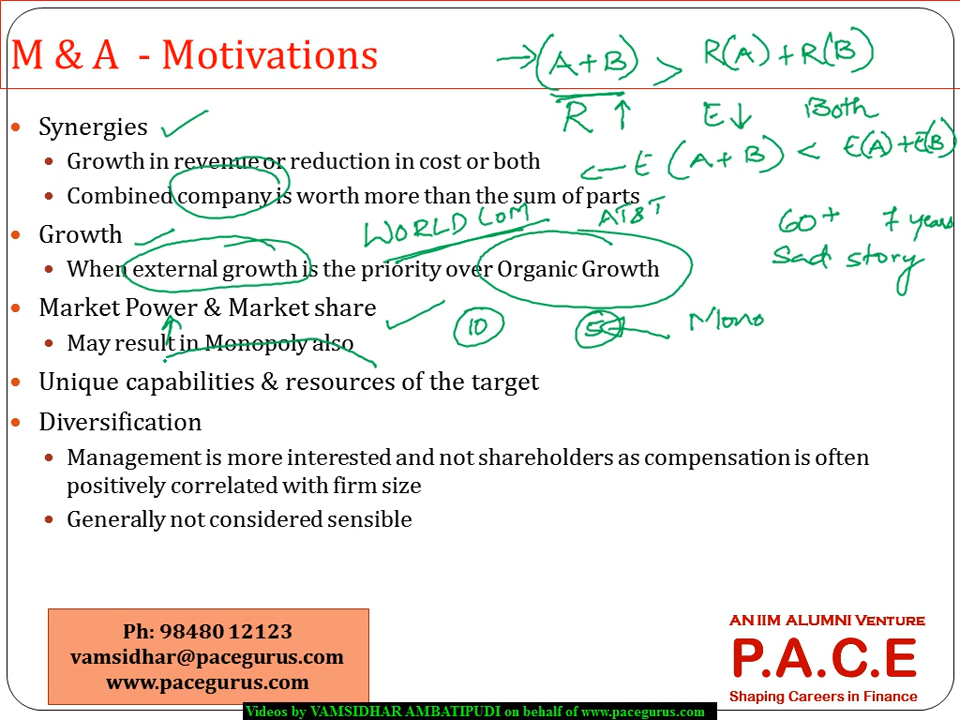 M & A - Motivations
→ (A+B) > R(A) + R(B)
R ↑ E ↓ Both
← E (A+B) < E(A)+E(B)
• Synergies
• Growth in revenue or reduction in cost or both
• Combined company is worth more than the sum of parts
WORLD COM AT&T 60+ 7 years
Sad story
• Growth
• When external growth is the priority over Organic Growth
• Market Power & Market share
10 Mono
• May result in Monopoly also
• Unique capabilities & resources of the target
• Diversification
• Management is more interested and not shareholders as compensation is often
positively correlated with firm size
• Generally not considered sensible
Ph: 98480 12123
vamsidhar@pacegurus.com
www.pacegurus.com
AN IIM ALUMNI VENTURE
P.A.C.E
Shaping Careers in Finance
Videos by VAMSIDHAR AMBATIPUDI on behalf of www.pacegurus.com